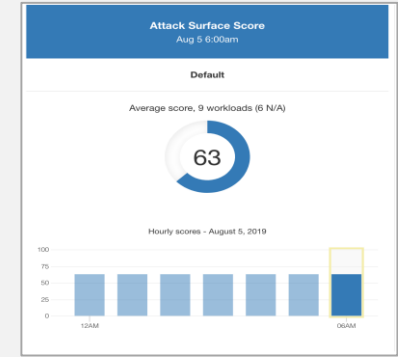 Attack Surface Score
Aug 5 6:00am
Default
Average score, 9 workloads (6 N/A)
63
Hourly scores - August 5, 2019
100
75
50
25
0
12AM 06AM